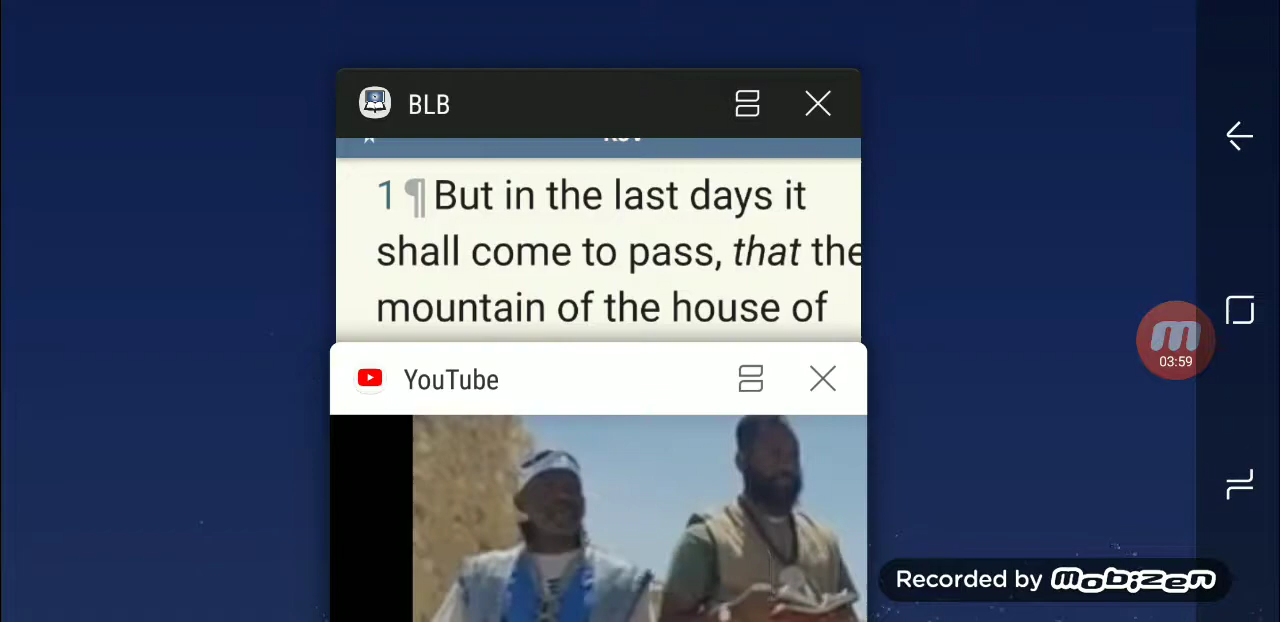 BLB
1 ¶ But in the last days it
shall come to pass, that the
mountain of the house of
YouTube
03:59
Recorded by mobizen